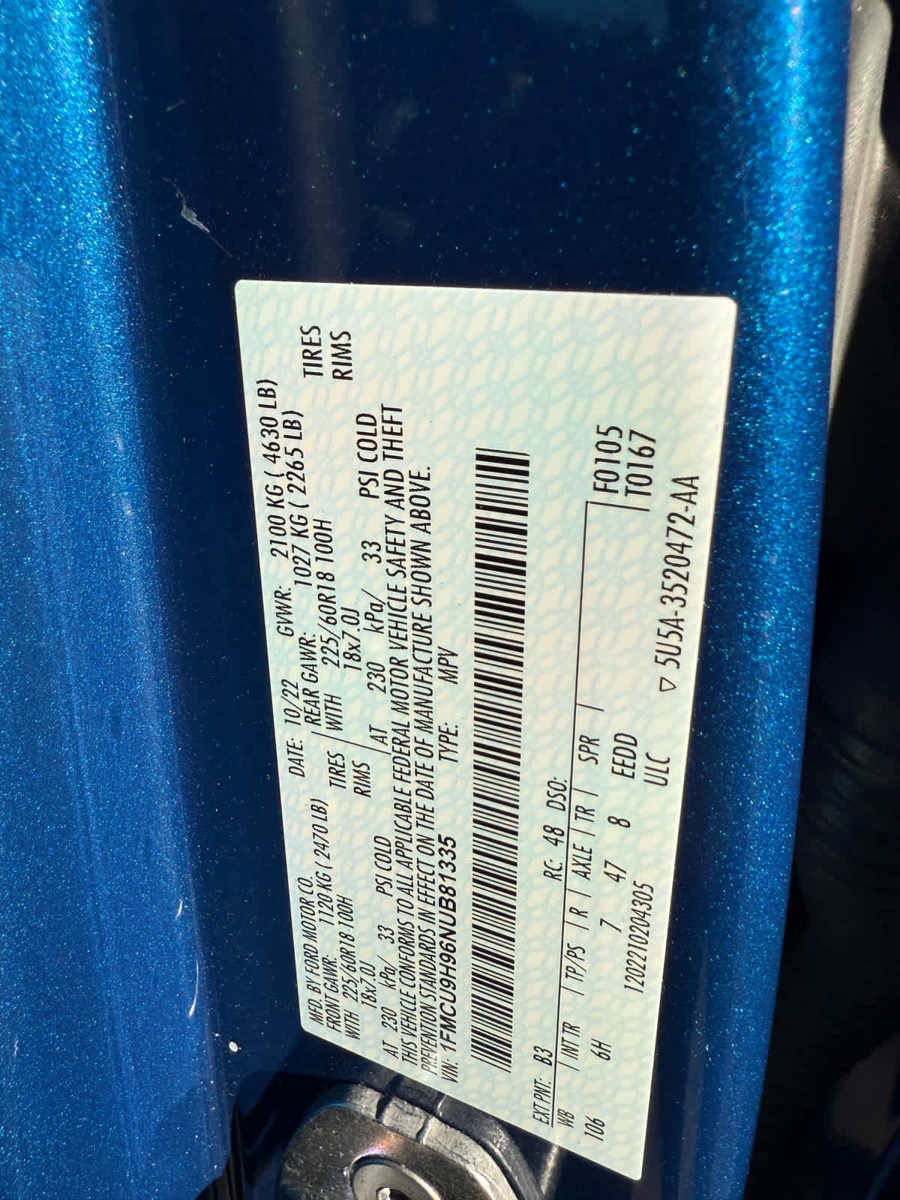 MFD. BY FORD MOTOR CO. DATE: 10/22 GVWR: 2100 KG ( 4630 LB)
FRONT GAWR: 1120 KG ( 2470 LB) REAR GAWR: 1027 KG ( 2265 LB)
WITH 225/60R18 100H TIRES WITH 225/60R18 100H TIRES
18x7.0J RIMS 18x7.0J RIMS
AT 230 kPa/ 33 PSI COLD AT 230 kPa/ 33 PSI COLD
THIS VEHICLE CONFORMS TO ALL APPLICABLE FEDERAL MOTOR VEHICLE SAFETY AND THEFT
PREVENTION STANDARDS IN EFFECT ON THE DATE OF MANUFACTURE SHOWN ABOVE.
VIN: 1FMCU9H96NUB81335 TYPE: MPV
EXT PNT: B3 RC: 48 DSO:
WB | INT TR | TP/PS | R | AXLE | TR | SPR | F0105
106 6H 7 47 8 EEDD T0167
1202210204305 ULC
▽ 5U5A-3520472-AA